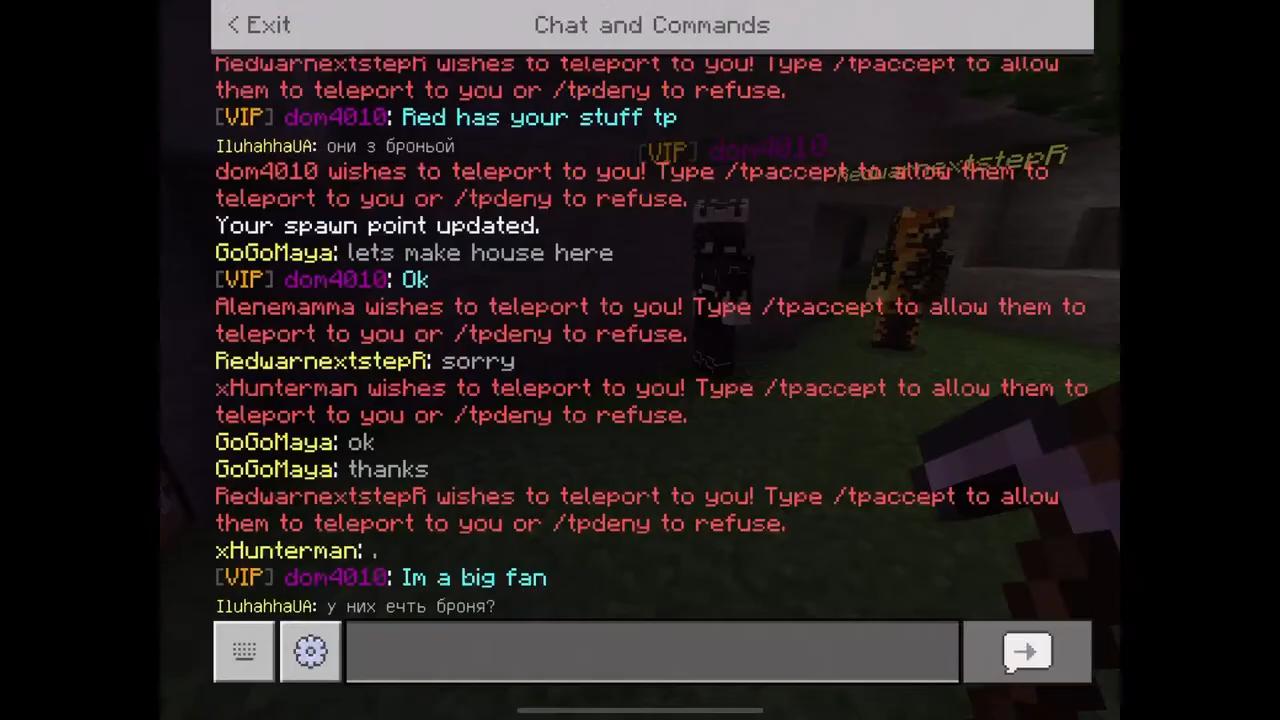 < Exit
Chat and Commands
RedwarnextstepR wishes to teleport to you! Type /tpaccept to allow
them to teleport to you or /tpdeny to refuse.
[VIP] dom4010: Red has your stuff tp
IluhahhaUA: они з броньой
[VIP] dom4010
RedwarnextstepR
dom4010 wishes to teleport to you! Type /tpaccept to allow them to
teleport to you or /tpdeny to refuse.
Your spawn point updated.
GoGoMaya: lets make house here
[VIP] dom4010: Ok
Alenemamma wishes to teleport to you! Type /tpaccept to allow them to
teleport to you or /tpdeny to refuse.
RedwarnextstepR: sorry
xHunterman wishes to teleport to you! Type /tpaccept to allow them to
teleport to you or /tpdeny to refuse.
GoGoMaya: ok
GoGoMaya: thanks
RedwarnextstepR wishes to teleport to you! Type /tpaccept to allow
them to teleport to you or /tpdeny to refuse.
xHunterman: .
[VIP] dom4010: Im a big fan
IluhahhaUA: у них ечть броня?